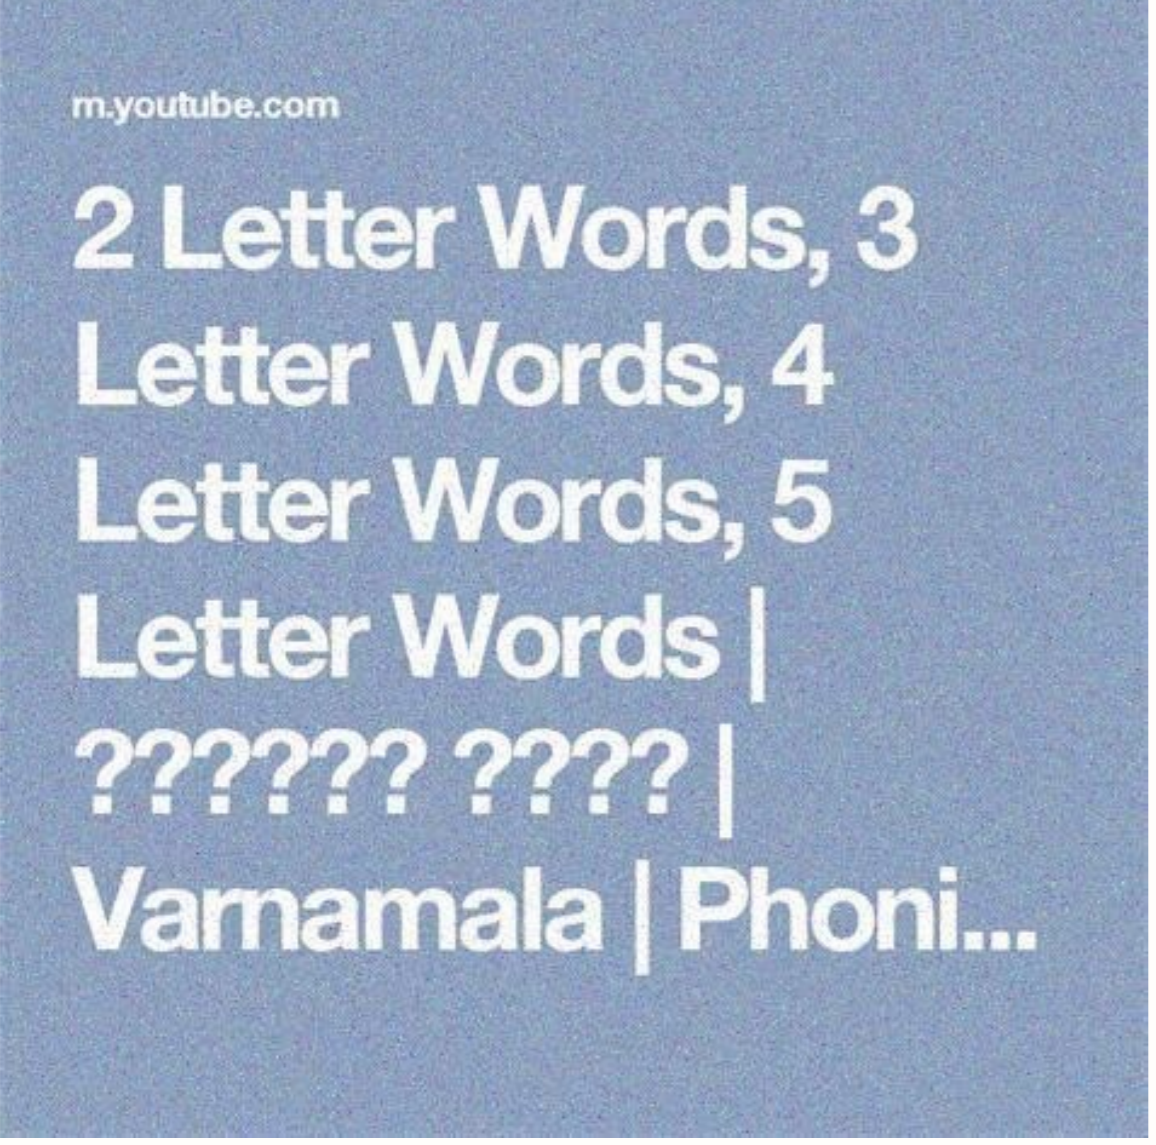 m.youtube.com
2 Letter Words, 3
Letter Words, 4
Letter Words, 5
Letter Words |
?????? ???? |
Varnamala | Phoni...